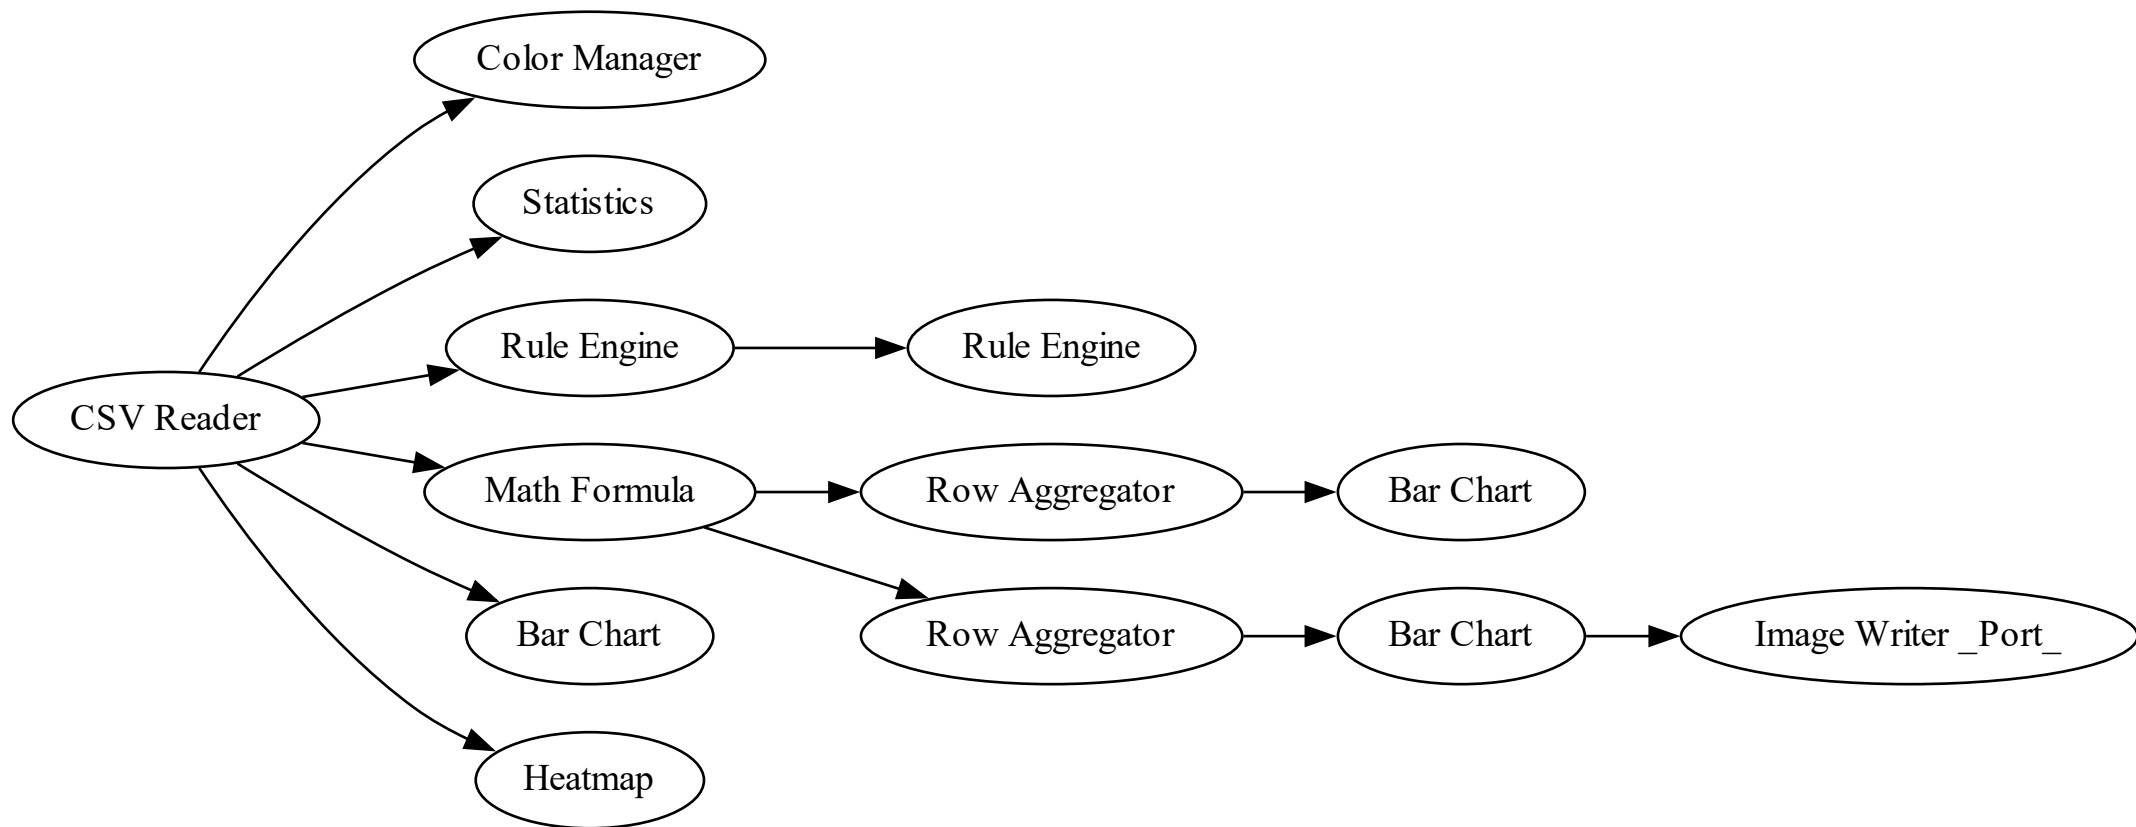 Color Manager
Statistics
Rule Engine
Rule Engine
CSV Reader
Math Formula
Row Aggregator
Bar Chart
Bar Chart
Row Aggregator
Bar Chart
Image Writer _Port_
Heatmap